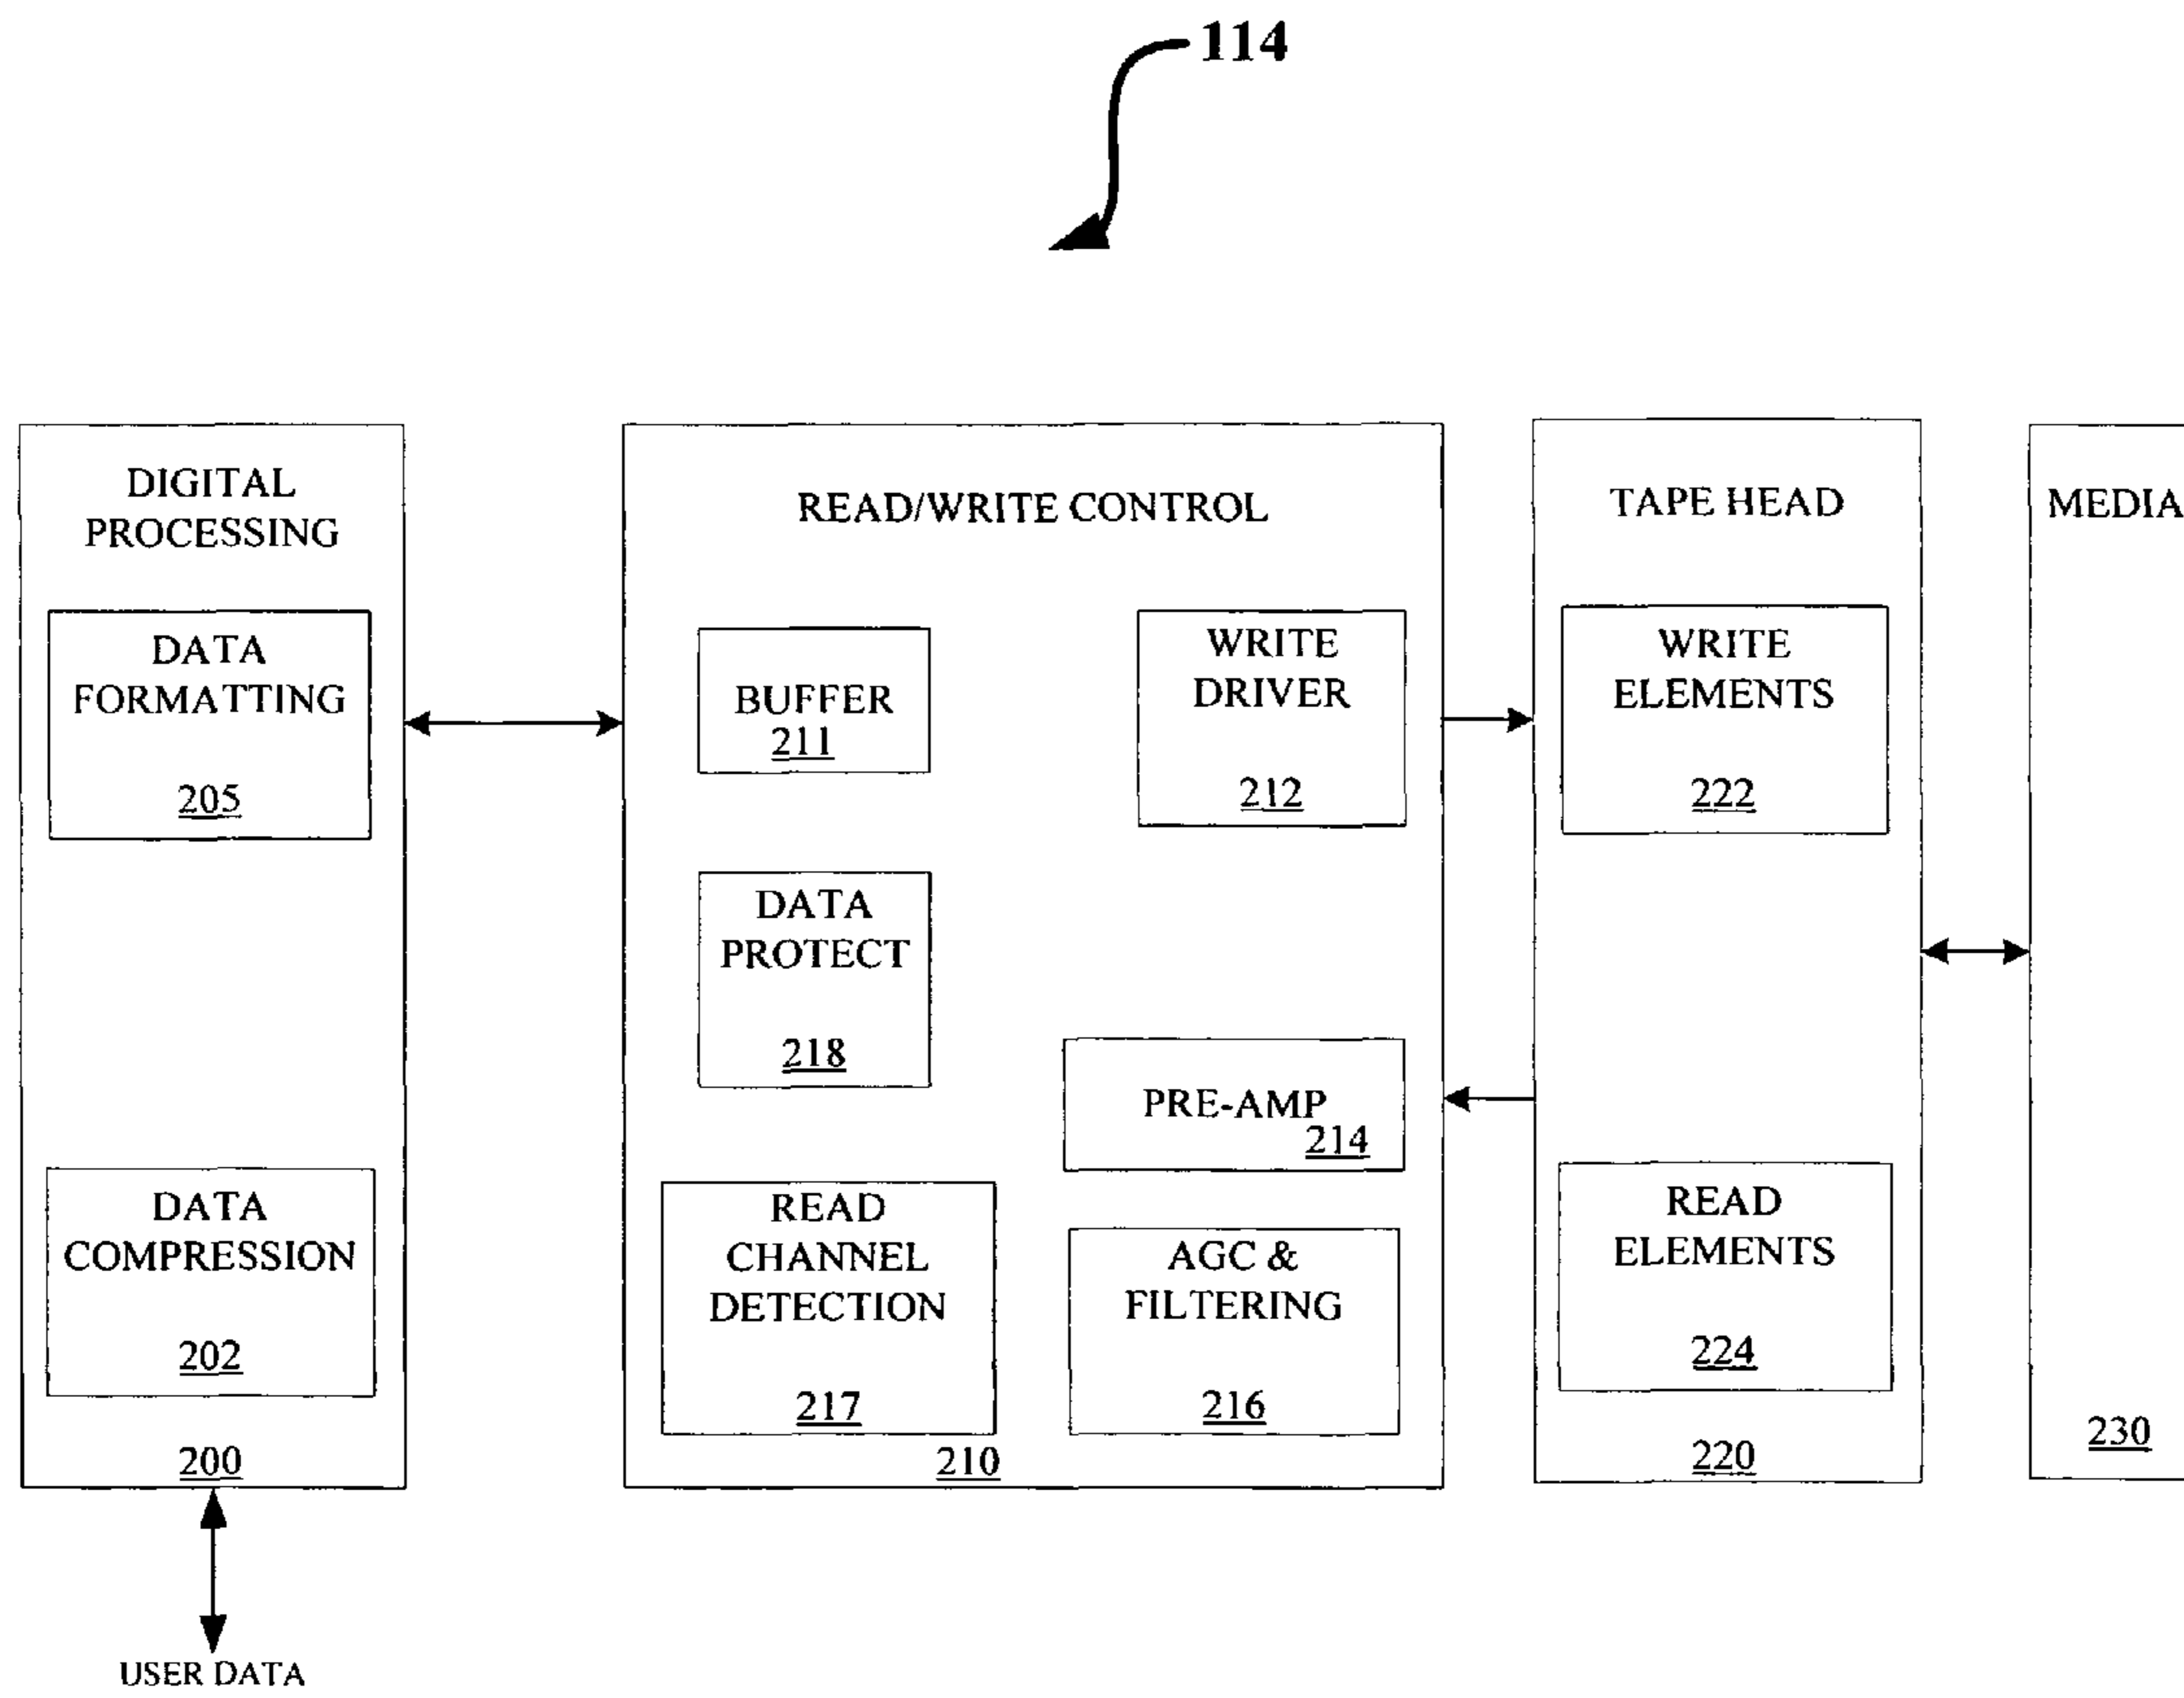 114
DIGITAL
PROCESSING
DATA
FORMATTING
205
DATA
COMPRESSION
202
200
USER DATA
READ/WRITE CONTROL
BUFFER
211
WRITE
DRIVER
212
DATA
PROTECT
218
PRE-AMP
214
READ
CHANNEL
DETECTION
217
AGC &
FILTERING
216
210
TAPE HEAD
WRITE
ELEMENTS
222
READ
ELEMENTS
224
220
MEDIA
230